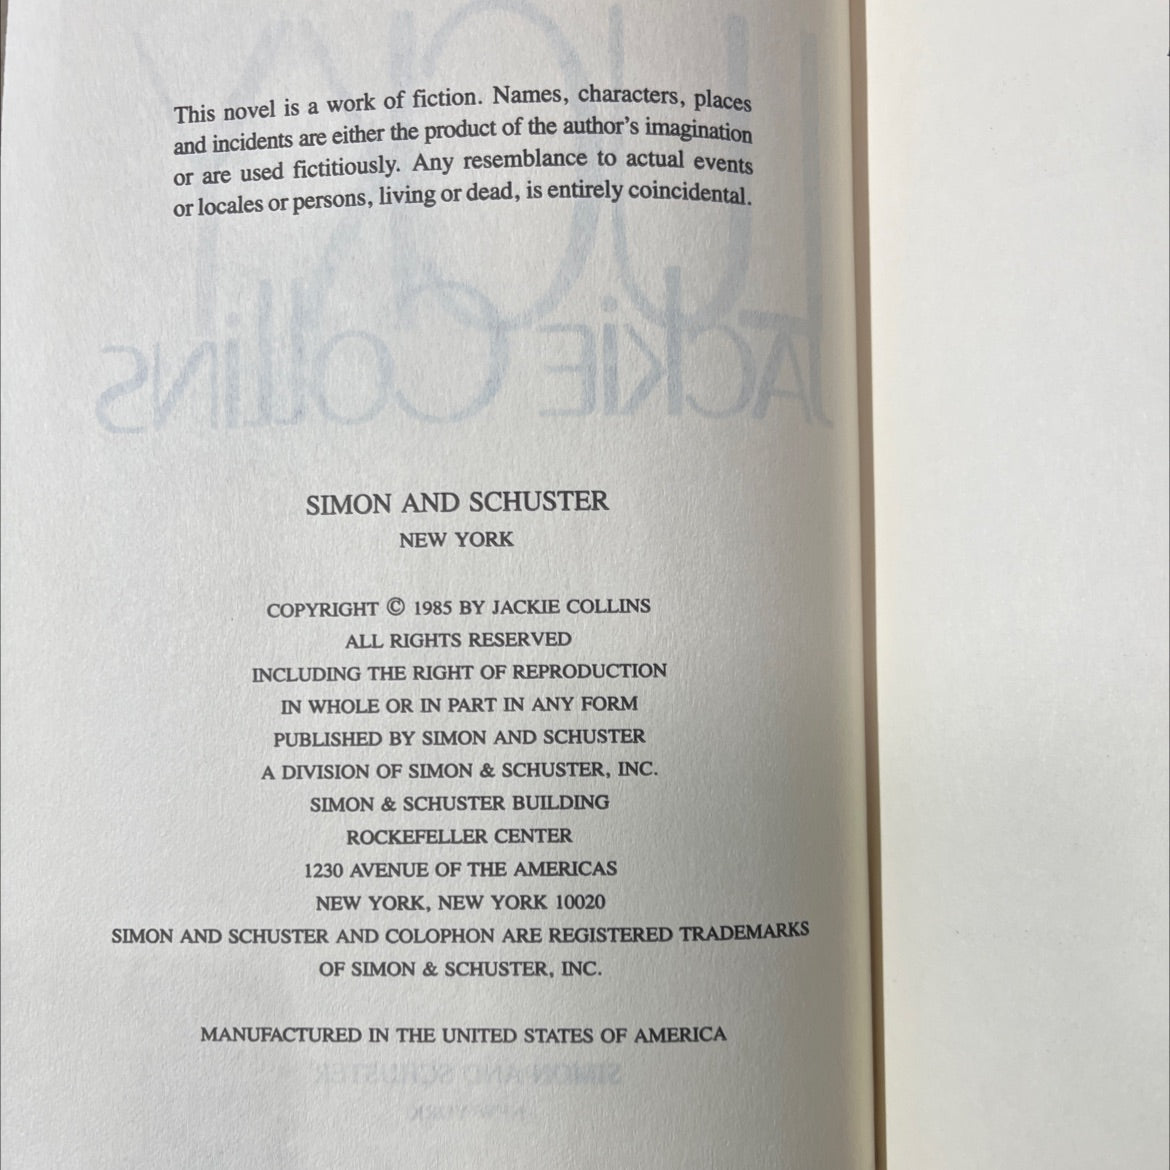 This novel is a work of fiction. Names, characters, places
and incidents are either the product of the author's imagination
or are used fictitiously. Any resemblance to actual events
or locales or persons, living or dead, is entirely coincidental.
JACKIE COLLINS
SIMON AND SCHUSTER
NEW YORK
COPYRIGHT © 1985 BY JACKIE COLLINS
ALL RIGHTS RESERVED
INCLUDING THE RIGHT OF REPRODUCTION
IN WHOLE OR IN PART IN ANY FORM
PUBLISHED BY SIMON AND SCHUSTER
A DIVISION OF SIMON & SCHUSTER, INC.
SIMON & SCHUSTER BUILDING
ROCKEFELLER CENTER
1230 AVENUE OF THE AMERICAS
NEW YORK, NEW YORK 10020
SIMON AND SCHUSTER AND COLOPHON ARE REGISTERED TRADEMARKS
OF SIMON & SCHUSTER, INC.
MANUFACTURED IN THE UNITED STATES OF AMERICA
SIMON AND SCHUSTER